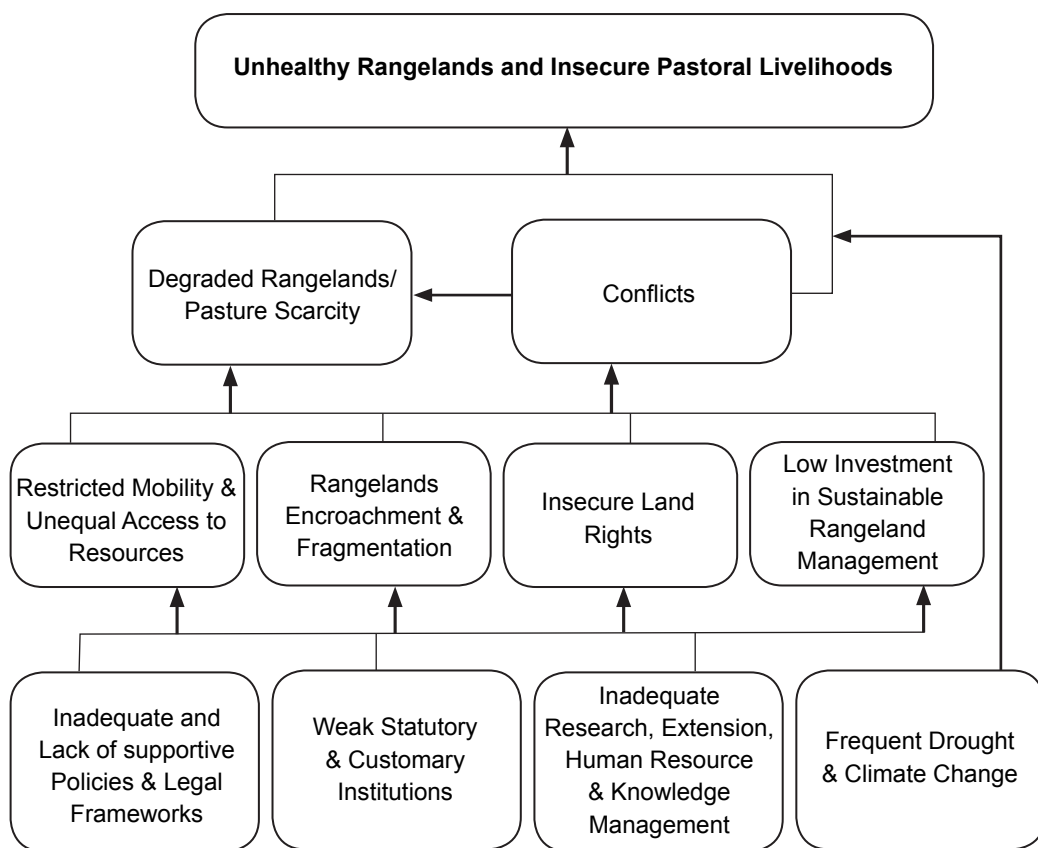 Unhealthy Rangelands and Insecure Pastoral Livelihoods
Degraded Rangelands/
Pasture Scarcity
Conflicts
Restricted Mobility &
Unequal Access to
Resources
Rangelands
Encroachment &
Fragmentation
Insecure Land
Rights
Low Investment
in Sustainable
Rangeland
Management
Inadequate and
Lack of supportive
Policies & Legal
Frameworks
Weak Statutory
& Customary
Institutions
Inadequate
Research, Extension,
Human Resource
& Knowledge
Management
Frequent Drought
& Climate Change